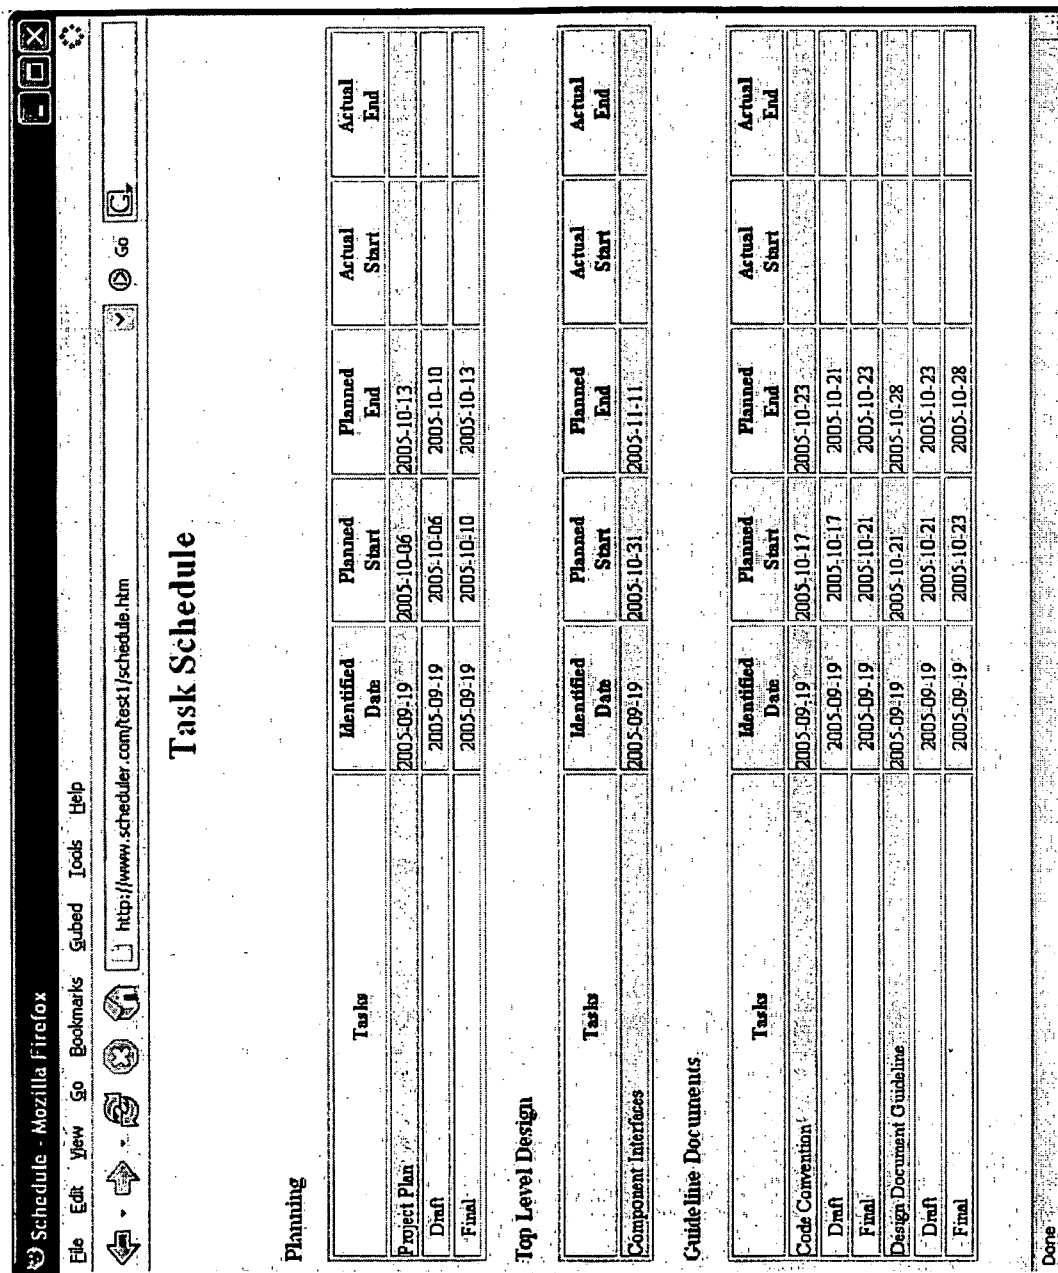 Schedule - Mozilla Firefox
File Edit View Go Bookmarks Gubed Tools Help
http://www.scheduler.com/test1/schedule.htm Go
Task Schedule
Planning
Tasks Identified Date Planned Start Planned End Actual Start Actual End
Project Plan 2005-09-19 2005-10-06 2005-10-13
Draft 2005-09-19 2005-10-06 2005-10-10
Final 2005-09-19 2005-10-10 2005-10-13
Top Level Design
Tasks Identified Date Planned Start Planned End Actual Start Actual End
Component Interfaces 2005-09-19 2005-10-31 2005-11-11
Guideline Documents
Tasks Identified Date Planned Start Planned End Actual Start Actual End
Code Convention 2005-09-19 2005-10-17 2005-10-23
Draft 2005-09-19 2005-10-17 2005-10-21
Final 2005-09-19 2005-10-21 2005-10-23
Design Document Guideline 2005-09-19 2005-10-21 2005-10-28
Draft 2005-09-19 2005-10-21 2005-10-23
Final 2005-09-19 2005-10-23 2005-10-28
Done